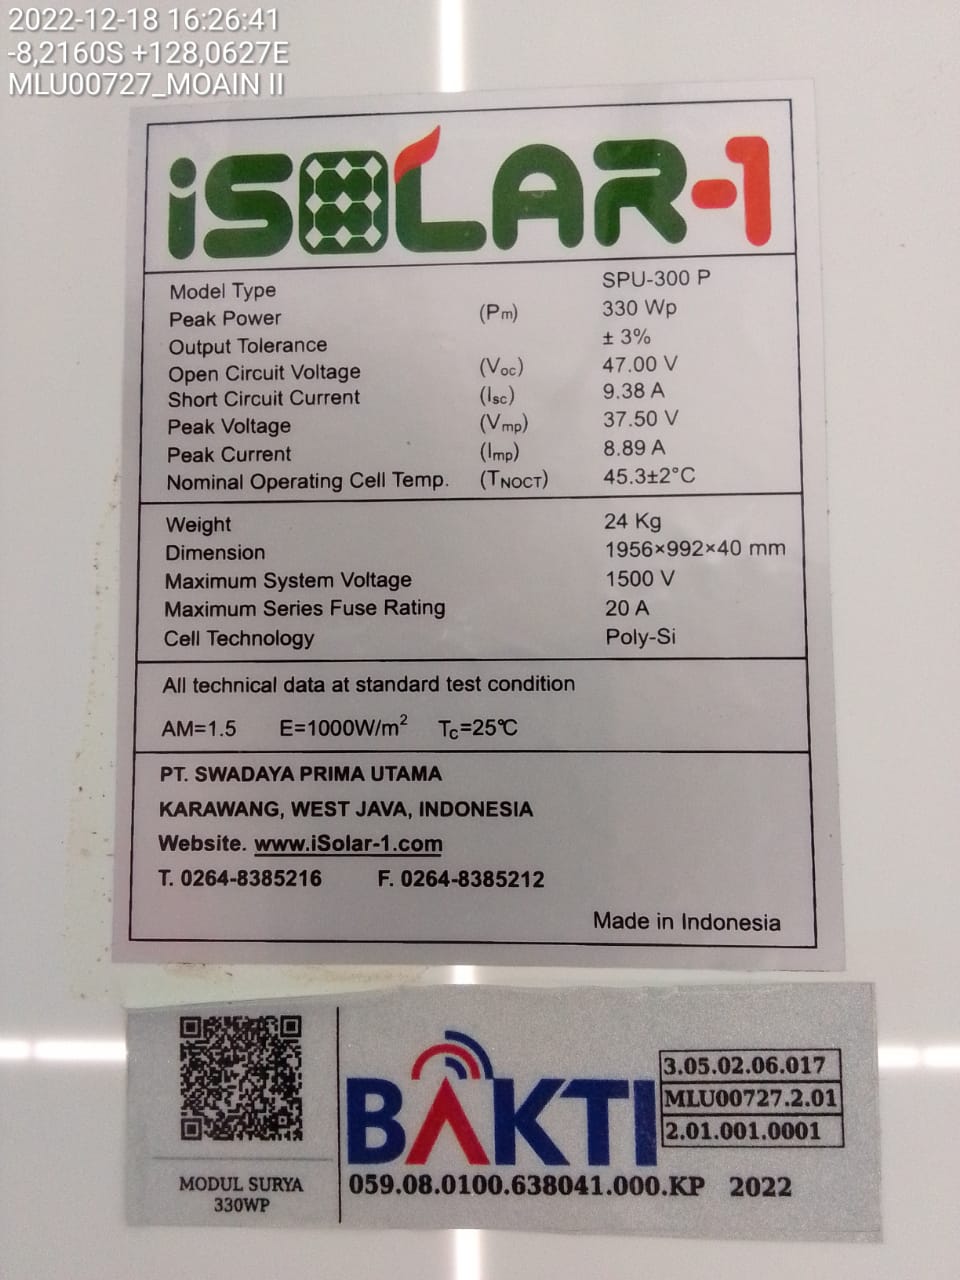 2022-12-18 16:26:41
-8,2160S +128,0627E
MLU00727_MOAIN II
iSOLAR-1
Model Type SPU-300 P
Peak Power (Pm) 330 Wp
Output Tolerance ± 3%
Open Circuit Voltage (Voc) 47.00 V
Short Circuit Current (Isc) 9.38 A
Peak Voltage (Vmp) 37.50 V
Peak Current (Imp) 8.89 A
Nominal Operating Cell Temp. (TNOCT) 45.3±2°C
Weight 24 Kg
Dimension 1956×992×40 mm
Maximum System Voltage 1500 V
Maximum Series Fuse Rating 20 A
Cell Technology Poly-Si
All technical data at standard test condition
AM=1.5 E=1000W/m² Tc=25℃
PT. SWADAYA PRIMA UTAMA
KARAWANG, WEST JAVA, INDONESIA
Website. www.iSolar-1.com
T. 0264-8385216 F. 0264-8385212
Made in Indonesia
MODUL SURYA
330WP
BAKTI
3.05.02.06.017
MLU00727.2.01
2.01.001.0001
059.08.0100.638041.000.KP 2022